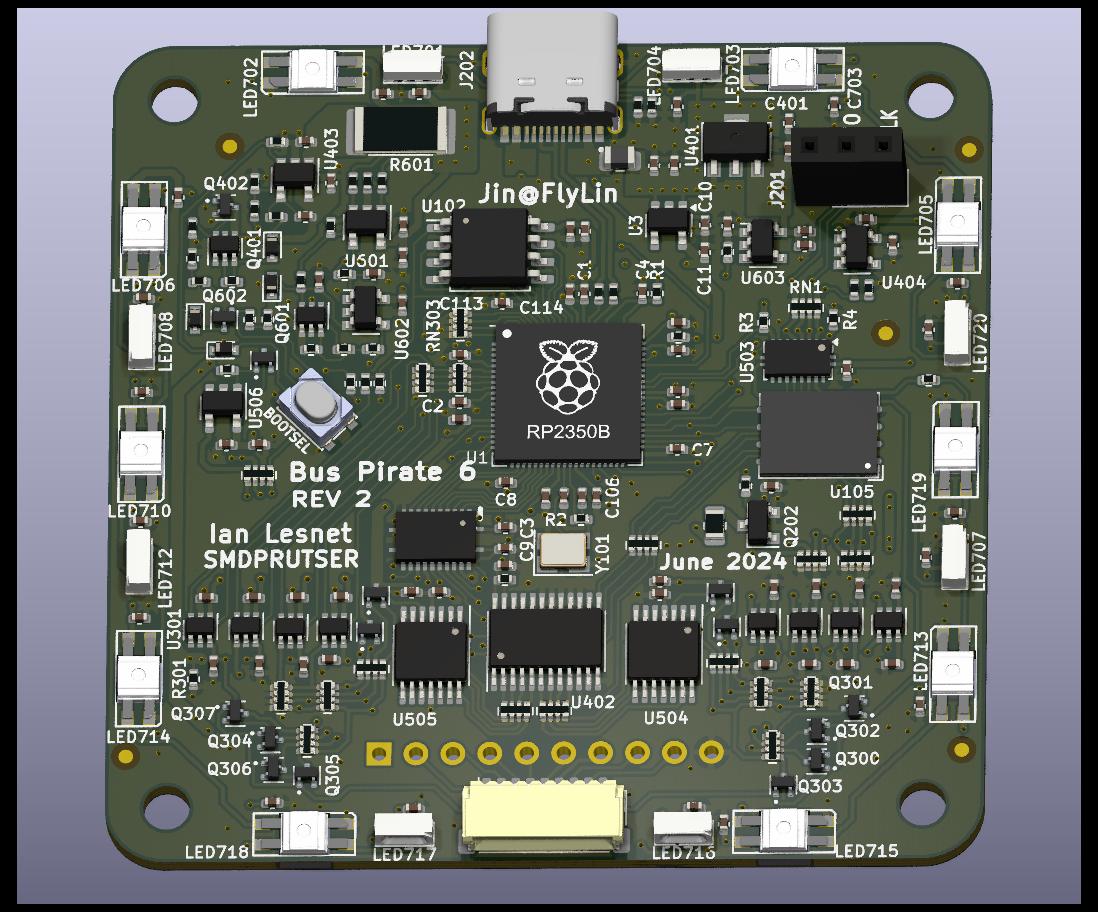 LED702
J202
LED704
LED703
C401
C703
R601
U403
U401
Q402
Jin@FlyLin
C10
J201
LED705
U102
U3
Q401
U601
C1
C4
R1
C11
U603
U404
LED706
Q602
Q601
C113
C114
RN1
RN303
U602
R3
R4
LED708
U503
LED720
C2
U506
BOOTSEL
RP2350B
U1
C7
Bus Pirate 6
REV 2
C8
C106
U105
LED710
LED719
Ian Lesnet
SMDPRUTSER
C3
C9
R2
Y101
Q202
June 2024
LED712
LED707
U301
R301
LED713
Q301
Q307
U505
U402
U504
Q302
LED714
Q304
Q306
Q305
Q300
Q303
LED718
LED717
LED716
LED715